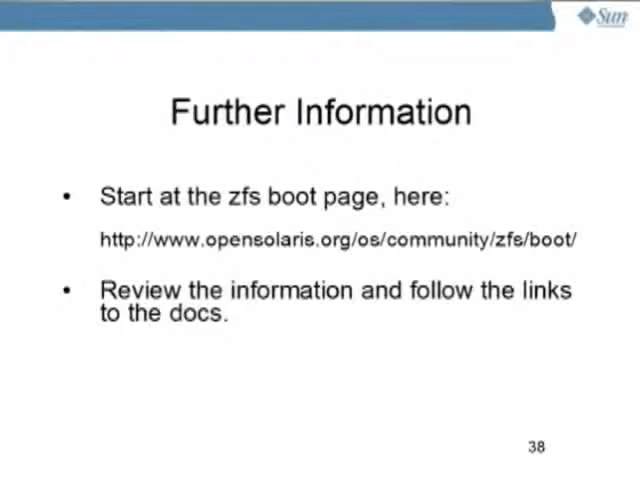 Sun
Further Information
• Start at the zfs boot page, here:
http://www.opensolaris.org/os/community/zfs/boot/
• Review the information and follow the links
to the docs.
38